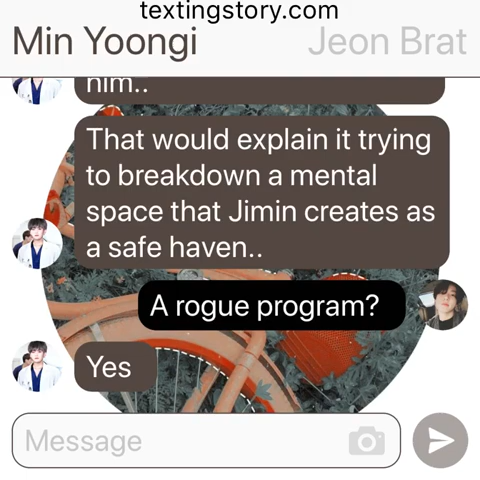 textingstory.com
Min Yoongi
Jeon Brat
him..
That would explain it trying
to breakdown a mental
space that Jimin creates as
a safe haven..
A rogue program?
Yes
Message